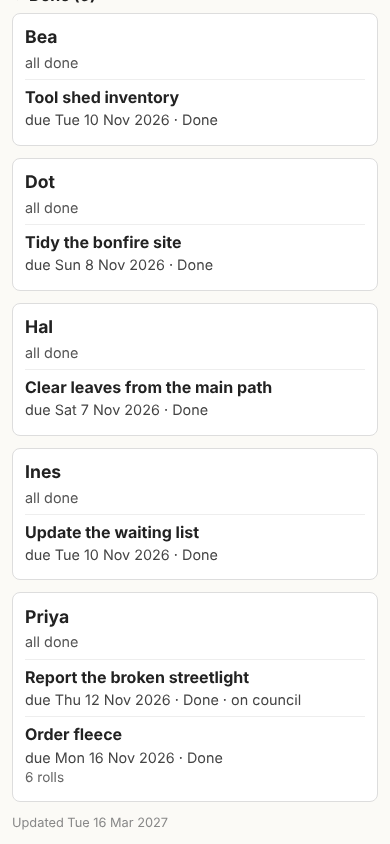 Bea
all done
Tool shed inventory
due Tue 10 Nov 2026 · Done
Dot
all done
Tidy the bonfire site
due Sun 8 Nov 2026 · Done
Hal
all done
Clear leaves from the main path
due Sat 7 Nov 2026 · Done
Ines
all done
Update the waiting list
due Tue 10 Nov 2026 · Done
Priya
all done
Report the broken streetlight
due Thu 12 Nov 2026 · Done · on council
Order fleece
due Mon 16 Nov 2026 · Done
6 rolls
Updated Tue 16 Mar 2027